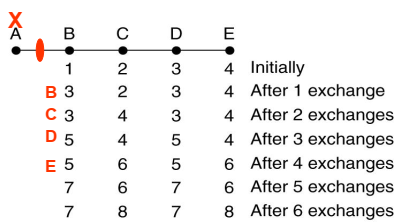 X
A B C D E
1 2 3 4 Initially
B 3 2 3 4 After 1 exchange
C 3 4 3 4 After 2 exchanges
D 5 4 5 4 After 3 exchanges
E 5 6 5 6 After 4 exchanges
7 6 7 6 After 5 exchanges
7 8 7 8 After 6 exchanges